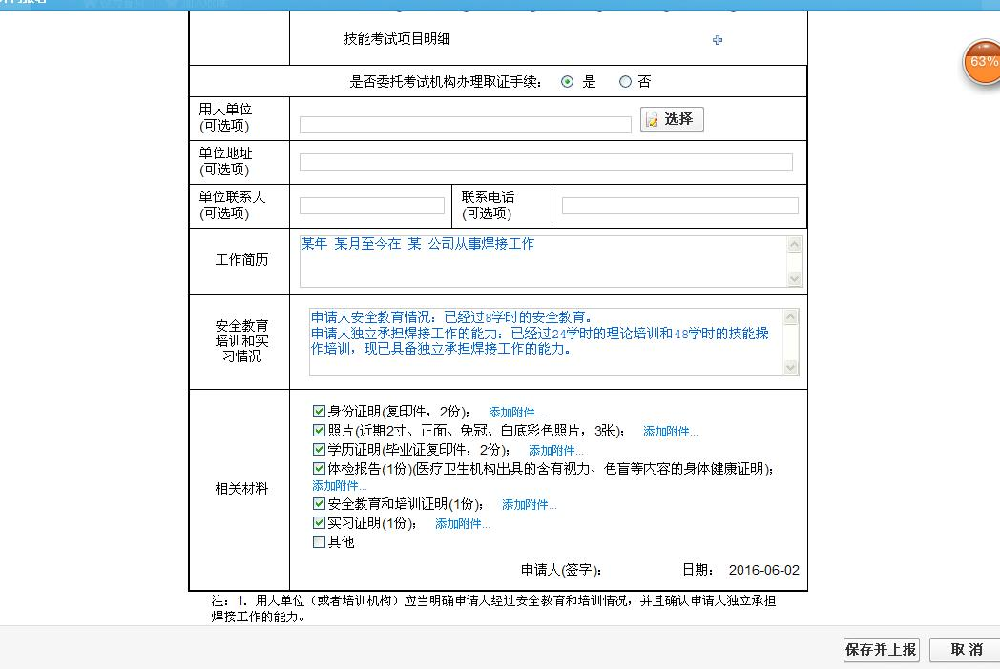 技能考试项目明细
63%
是否委托考试机构办理取证手续： 是 否
用人单位
(可选项)
选择
单位地址
(可选项)
单位联系人
(可选项)
联系电话
(可选项)
工作简历
某年 某月至今在 某 公司从事焊接工作
安全教育
培训和实
习情况
申请人安全教育情况：已经过8学时的安全教育。
申请人独立承担焊接工作的能力：已经过24学时的理论培训和48学时的技能操
作培训，现已具备独立承担焊接工作的能力。
相关材料
身份证明(复印件，2份)； 添加附件...
照片(近期2寸、正面、免冠、白底彩色照片，3张)； 添加附件...
学历证明(毕业证复印件，2份)； 添加附件...
体检报告(1份)(医疗卫生机构出具的含有视力、色盲等内容的身体健康证明)；
添加附件...
安全教育和培训证明(1份)； 添加附件...
实习证明(1份)； 添加附件...
其他
申请人(签字)： 日期： 2016-06-02
注：1. 用人单位（或者培训机构）应当明确申请人经过安全教育和培训情况，并且确认申请人独立承担
焊接工作的能力。
保存并上报 取 消